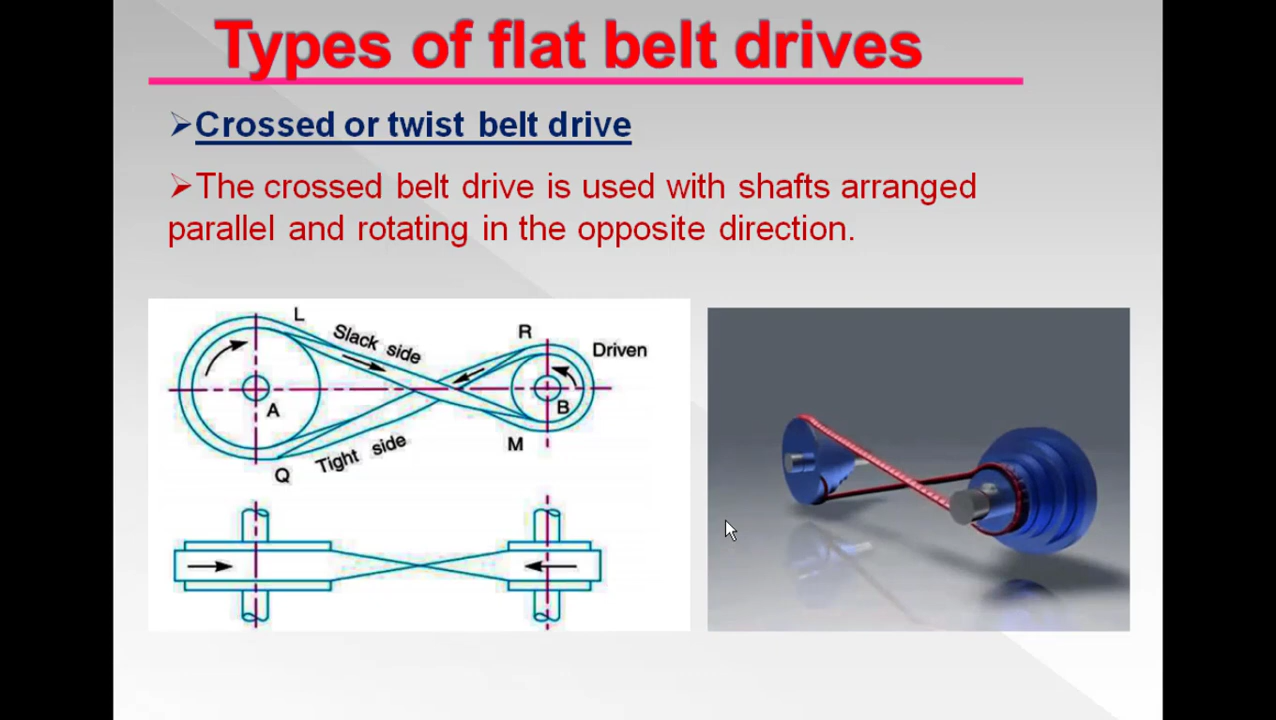 Types of flat belt drives
Crossed or twist belt drive
The crossed belt drive is used with shafts arranged
parallel and rotating in the opposite direction.
L
Slack side
R
Driven
A
B
M
Tight side
Q